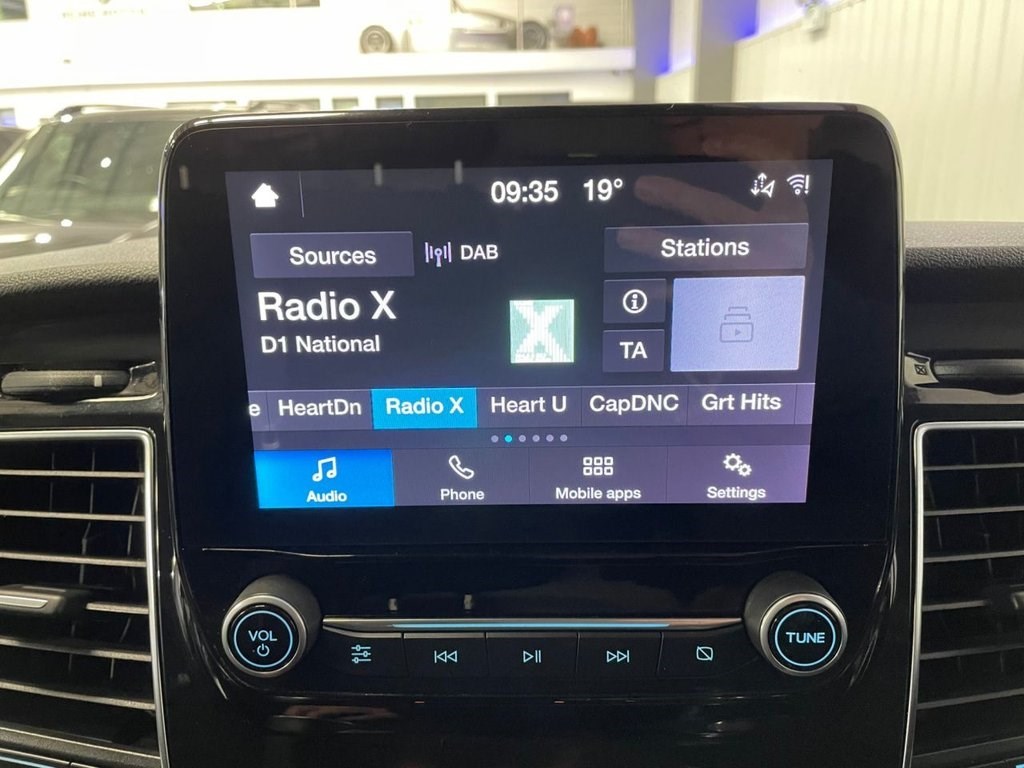 09:35 19°
Sources DAB Stations
Radio X
D1 National
X
TA
e HeartDn Radio X Heart U CapDNC Grt Hits
Audio Phone Mobile apps Settings
VOL
TUNE